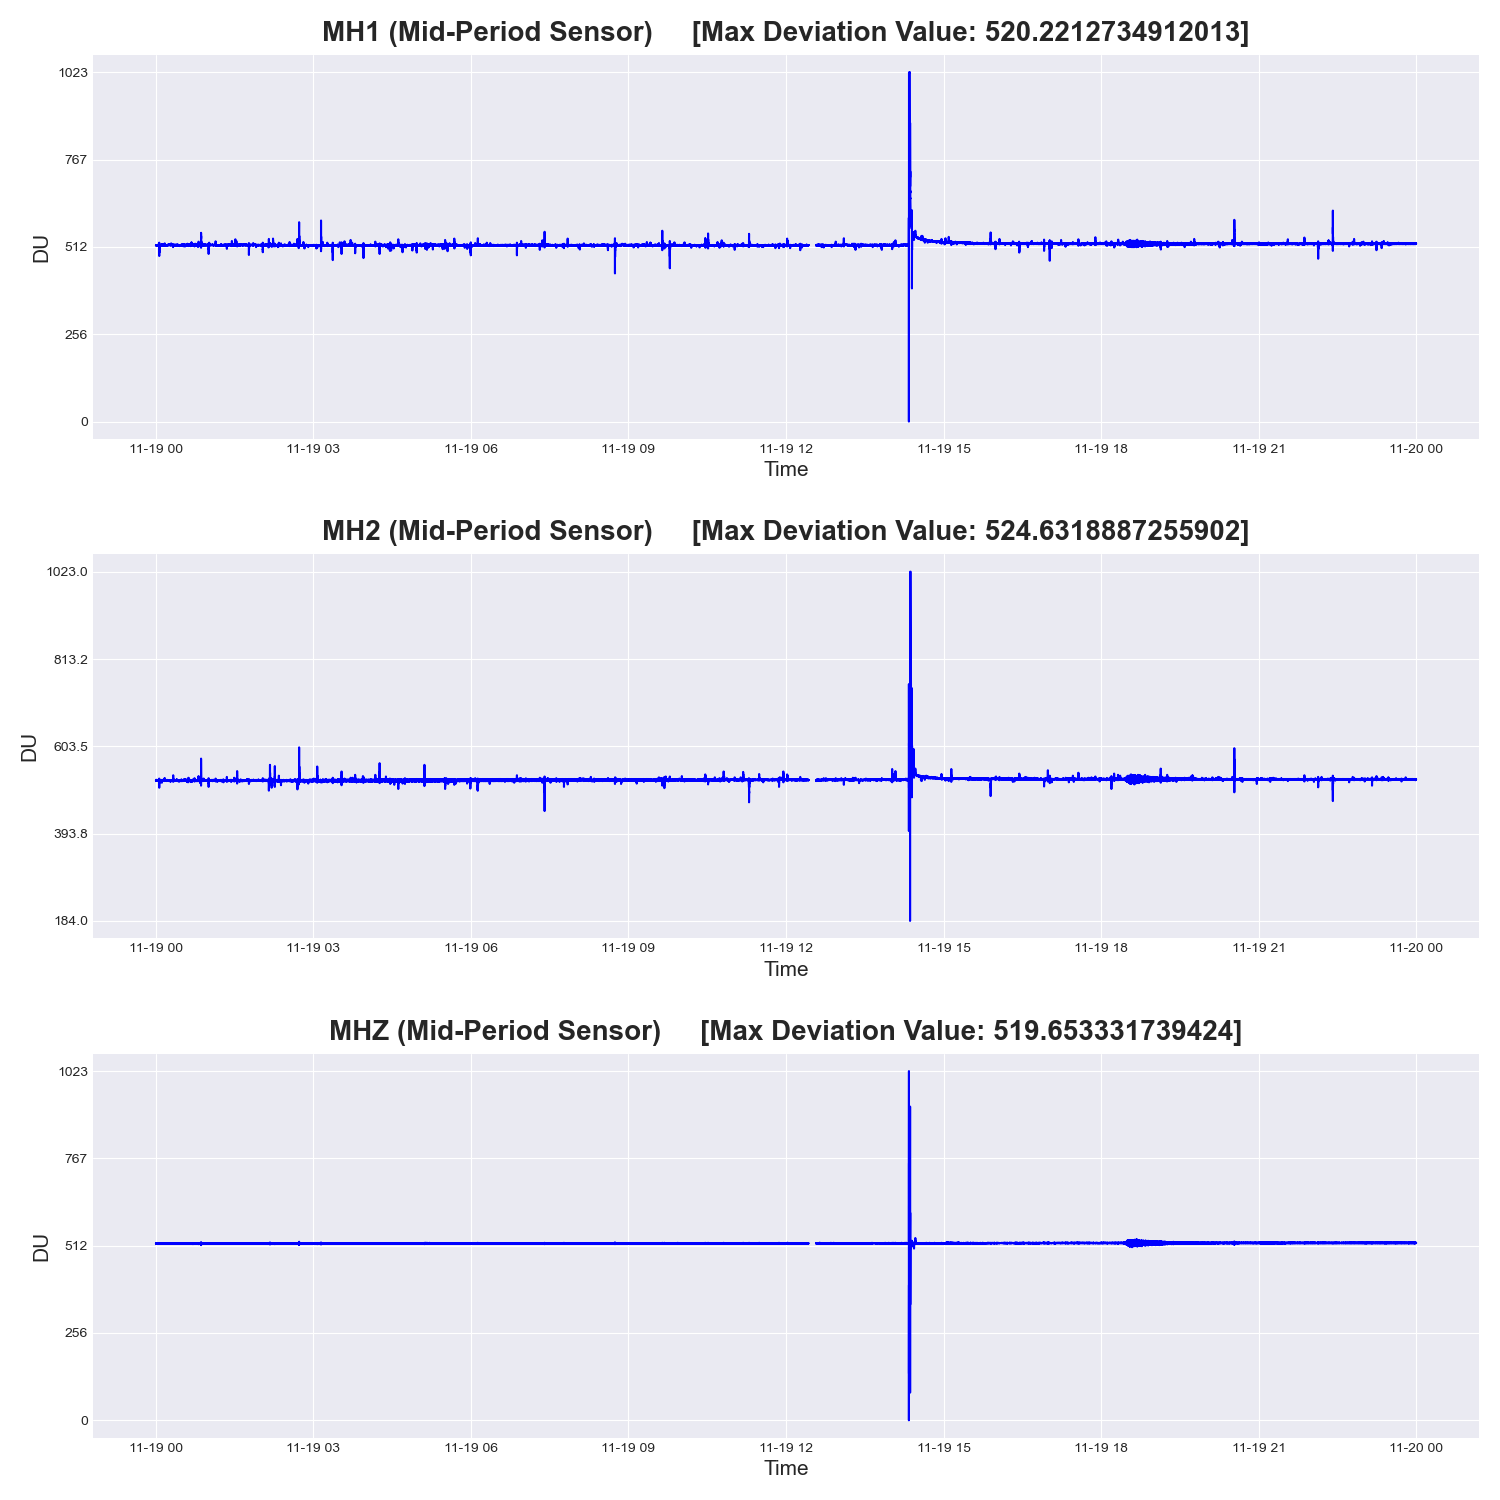 MH1 (Mid-Period Sensor) [Max Deviation Value: 520.2212734912013]
1023
767
512
256
0
DU
11-19 00 11-19 03 11-19 06 11-19 09 11-19 12 11-19 15 11-19 18 11-19 21 11-20 00
Time
MH2 (Mid-Period Sensor) [Max Deviation Value: 524.6318887255902]
1023.0
813.2
603.5
393.8
184.0
DU
11-19 00 11-19 03 11-19 06 11-19 09 11-19 12 11-19 15 11-19 18 11-19 21 11-20 00
Time
MHZ (Mid-Period Sensor) [Max Deviation Value: 519.653331739424]
1023
767
512
256
0
DU
11-19 00 11-19 03 11-19 06 11-19 09 11-19 12 11-19 15 11-19 18 11-19 21 11-20 00
Time